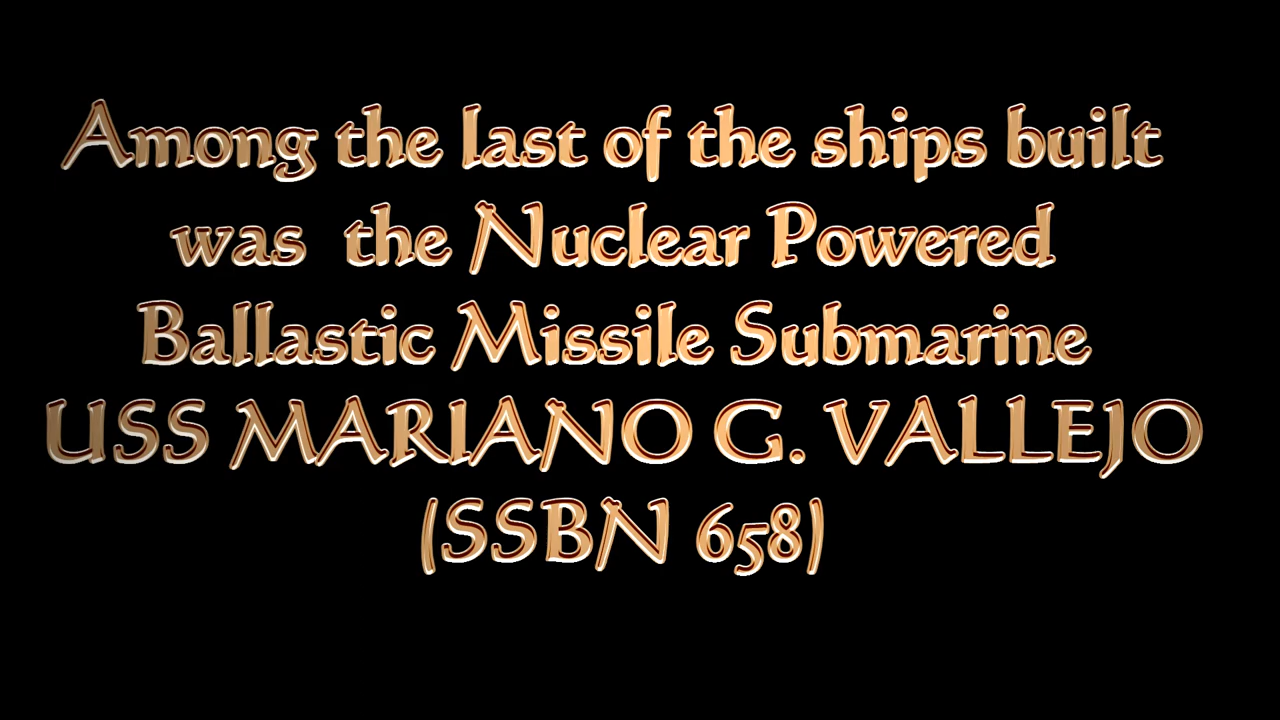 Among the last of the ships built
was the Nuclear Powered
Ballastic Missile Submarine
USS MARIANO G. VALLEJO
(SSBN 658)